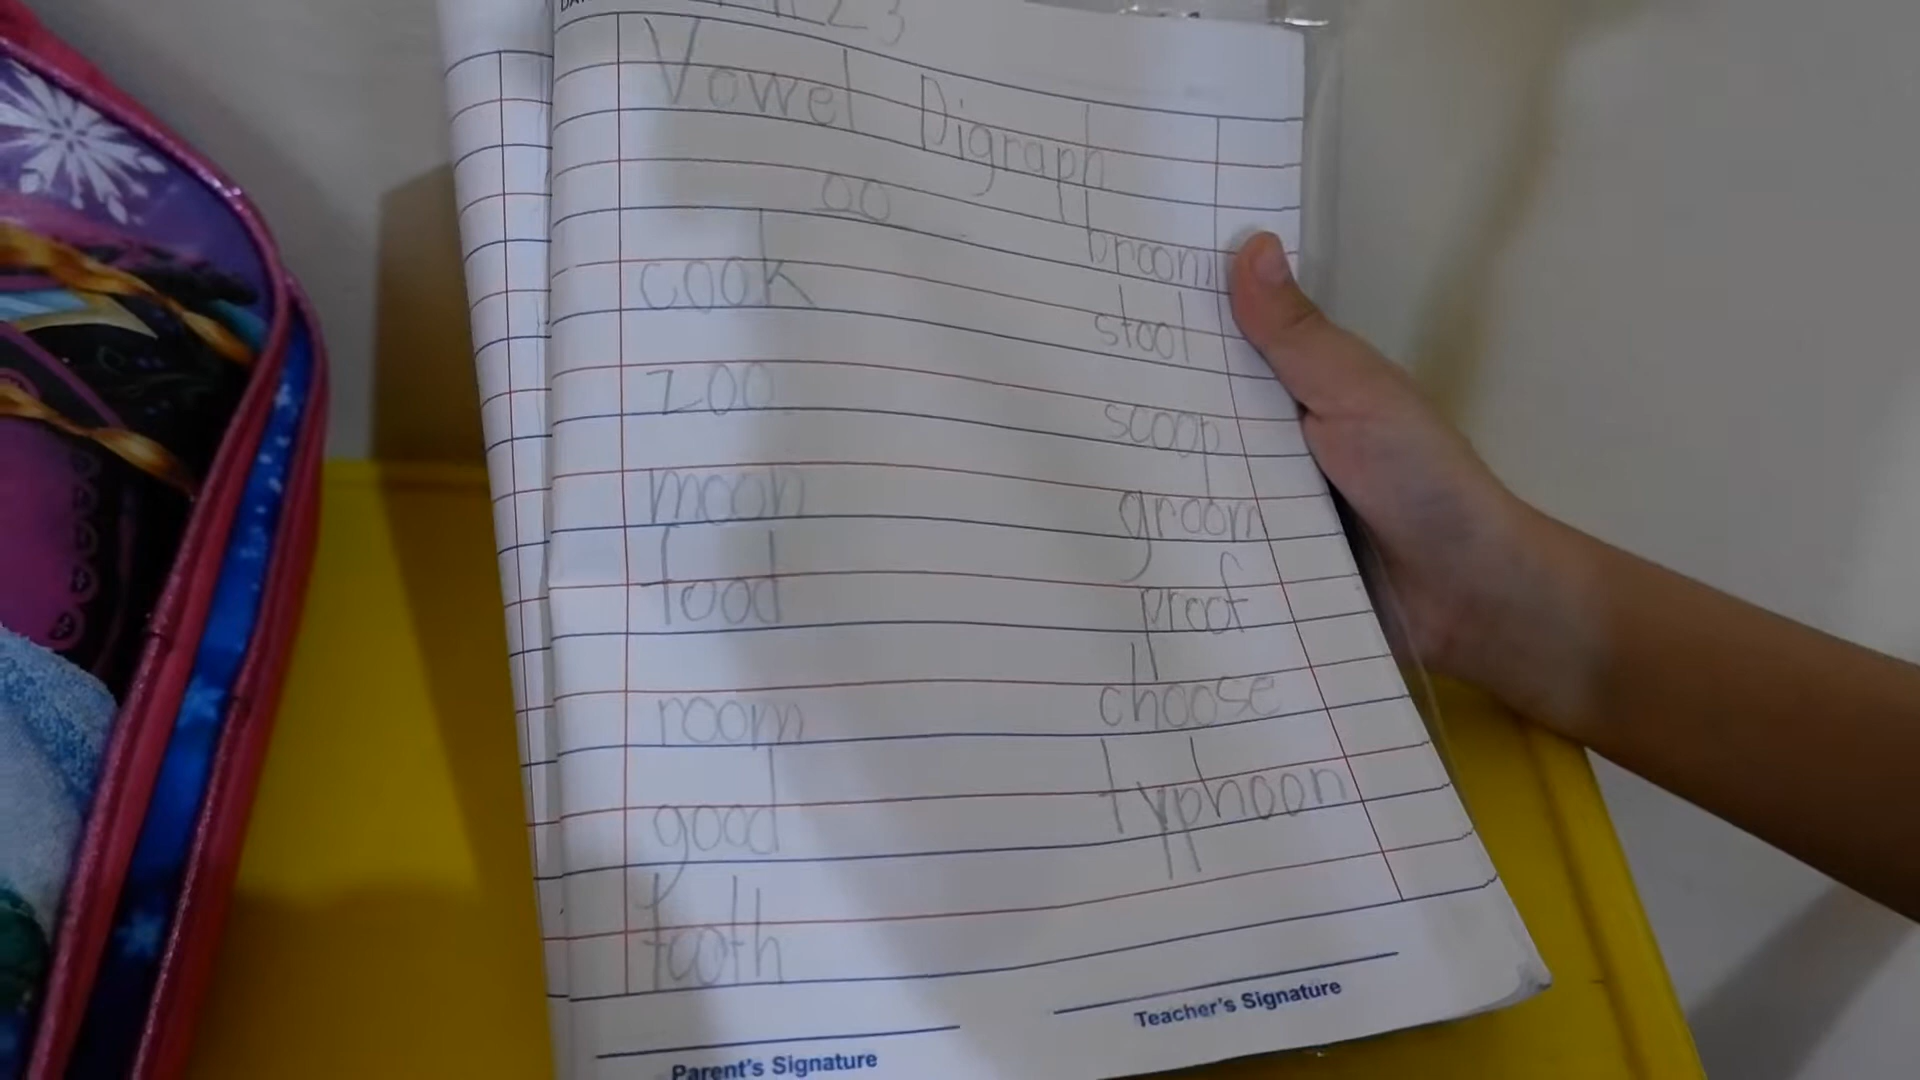 Vowel Digraph
oo
cook
zoo
moon
food
room
good
tooth
broom
stool
scoop
groom
proof
choose
typhoon
Parent's Signature
Teacher's Signature